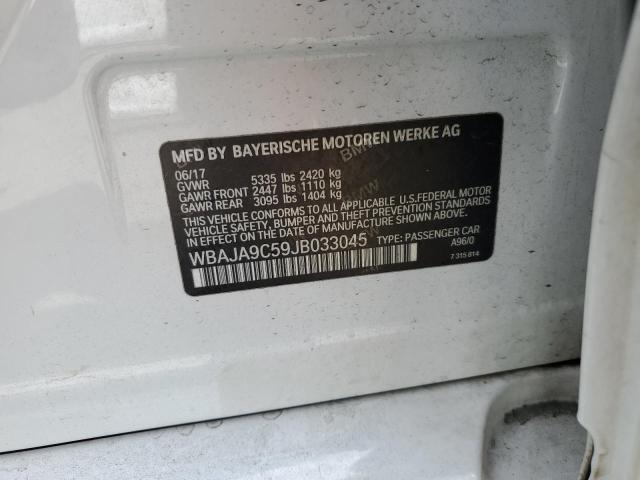 MFD BY BAYERISCHE MOTOREN WERKE AG
06/17
GVWR 5335 lbs 2420 kg
GAWR FRONT 2447 lbs 1110 kg
GAWR REAR 3095 lbs 1404 kg
THIS VEHICLE CONFORMS TO ALL APPLICABLE U.S.FEDERAL MOTOR
VEHICLE SAFETY, BUMPER AND THEFT PREVENTION STANDARDS IN
EFFECT ON THE DATE OF MANUFACTURE SHOWN ABOVE.
WBAJA9C59JB033045 TYPE: PASSENGER CAR
A96/0
7 315 814
BMW
BMW